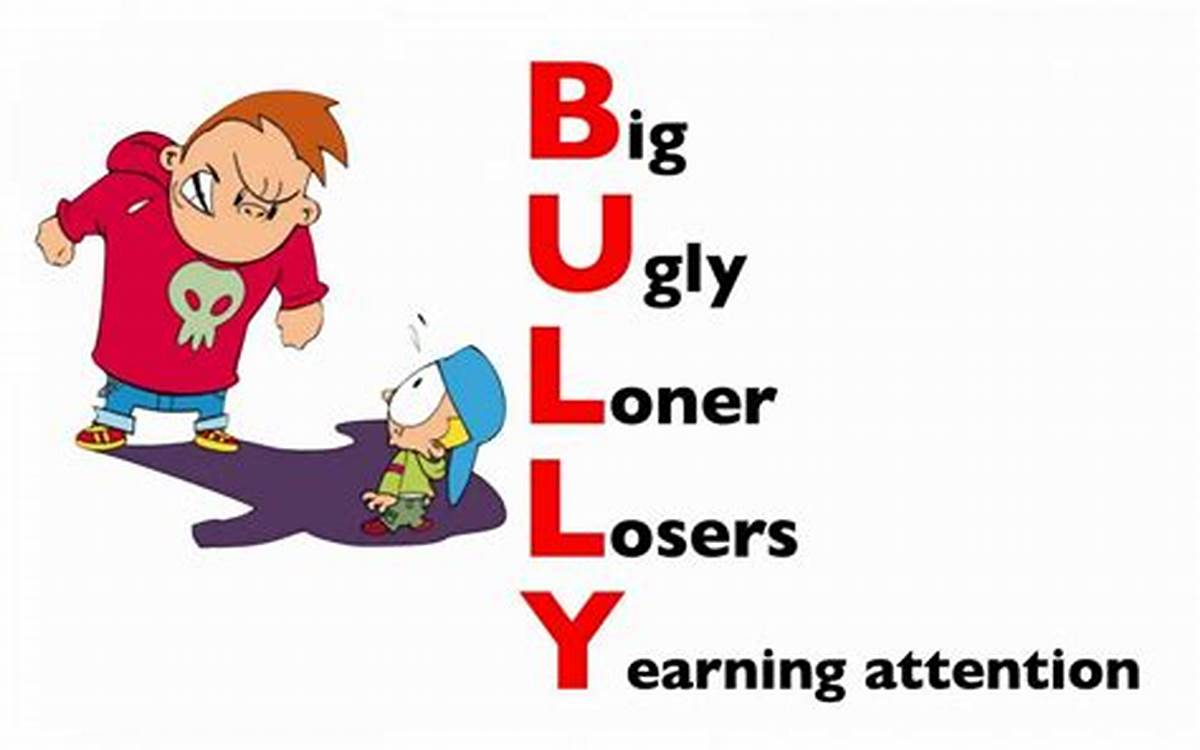 Big
Ugly
Loner
Losers
Yearning attention